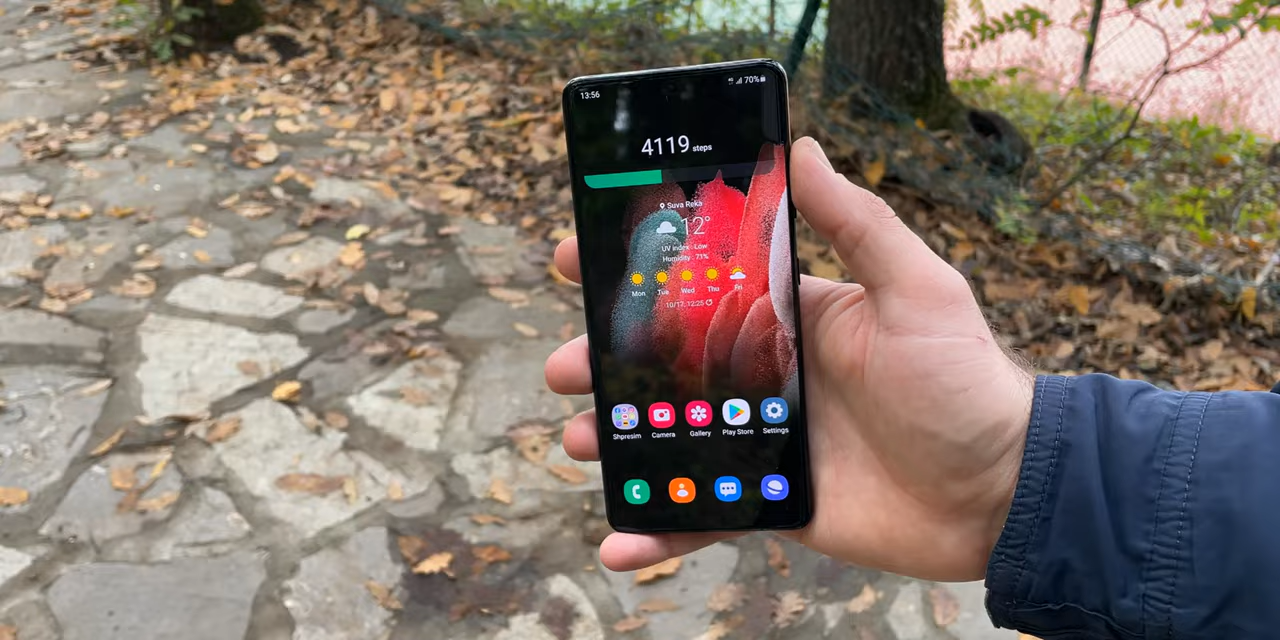 13:56 70%
4119 steps
Suva Reka
12°
UV index · Low
Humidity · 71%
Mon Tue Wed Thu Fri
10/17, 12:25
Shpresim Camera Gallery Play Store Settings